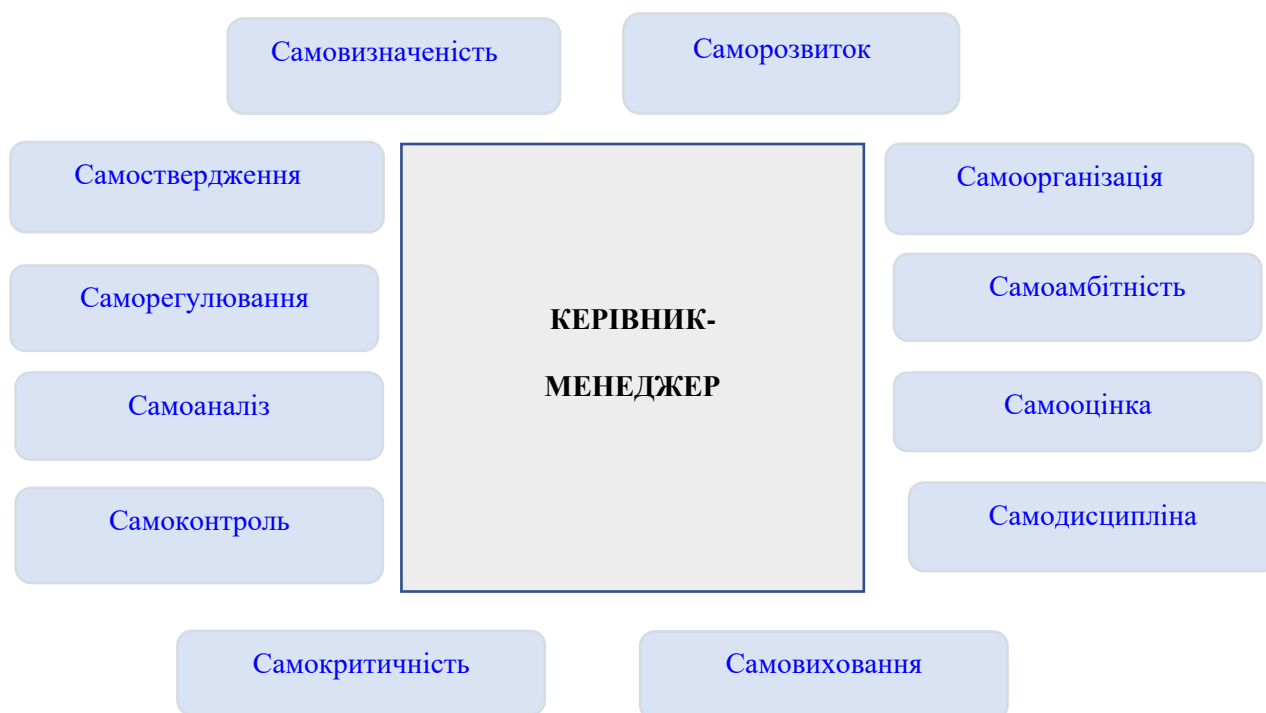 Самовизначеність
Саморозвиток
Самоствердження
Самоорганізація
Саморегулювання
Самоамбітність
КЕРІВНИК-
МЕНЕДЖЕР
Самоаналіз
Самооцінка
Самоконтроль
Самодисципліна
Самокритичність
Самовиховання